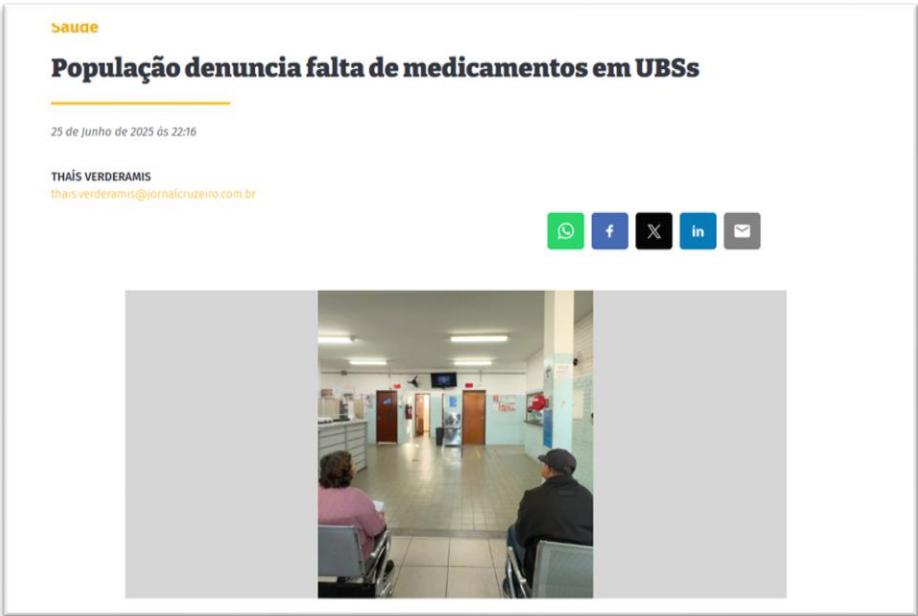 Saúde
População denuncia falta de medicamentos em UBSs
25 de Junho de 2025 às 22:16
THAÍS VERDERAMIS
thais.verderamis@jornalcruzeiro.com.br